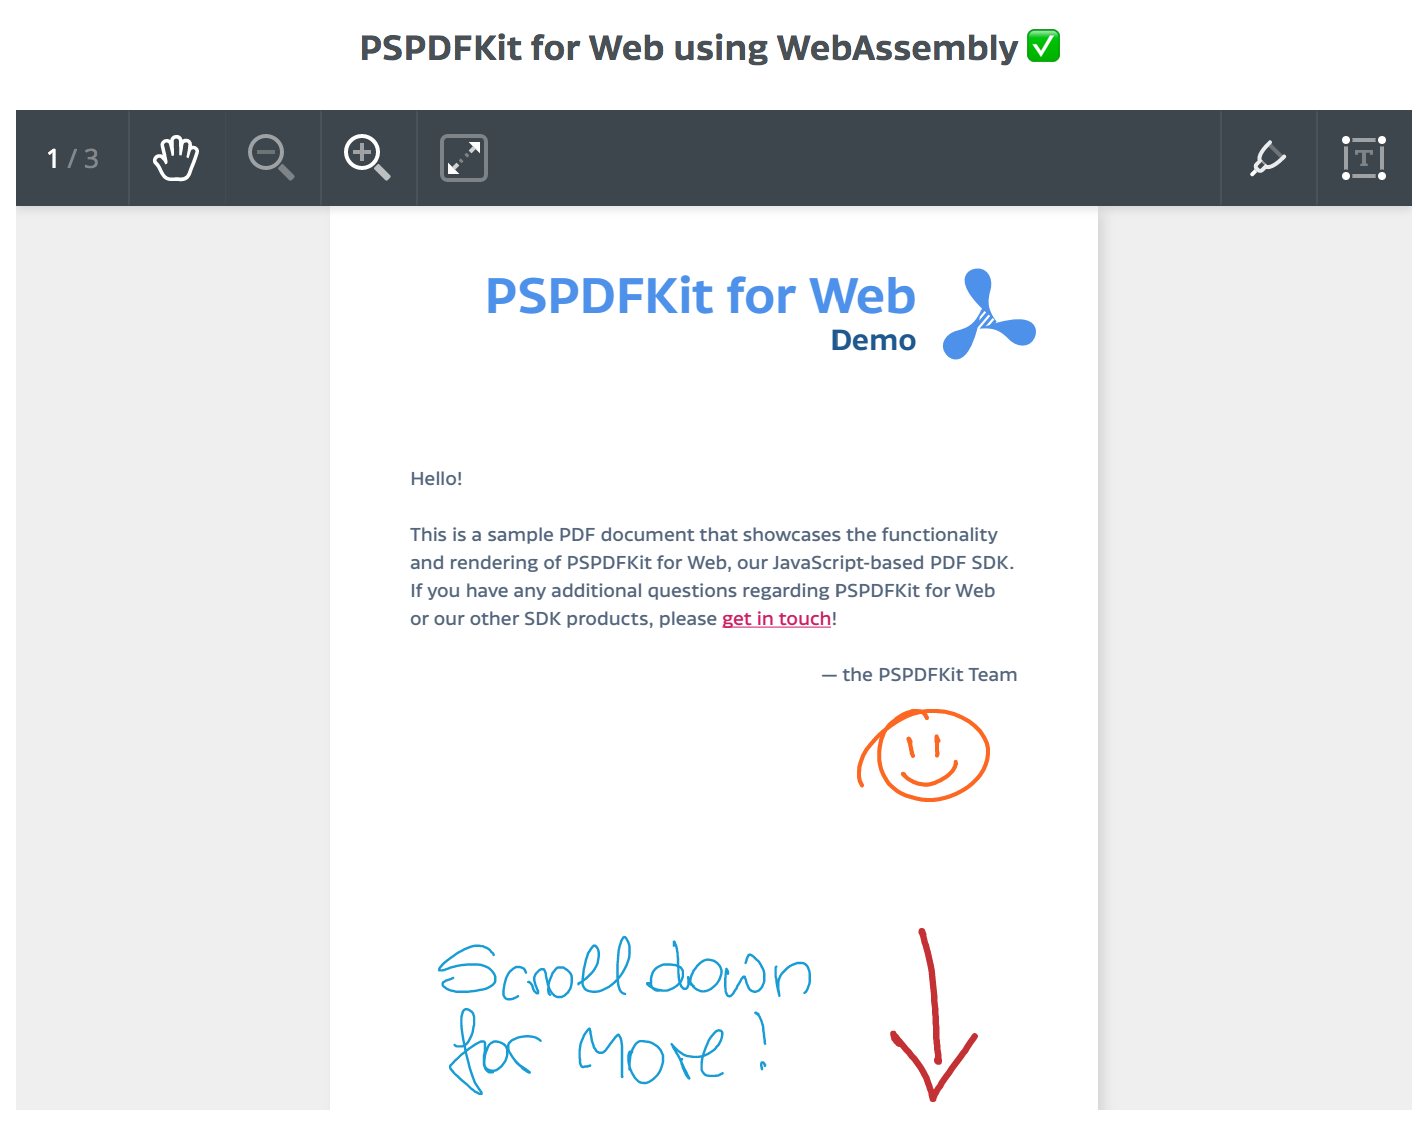 PSPDFKit for Web using WebAssembly ✅
1 / 3
T
PSPDFKit for Web
Demo
Hello!
This is a sample PDF document that showcases the functionality
and rendering of PSPDFKit for Web, our JavaScript-based PDF SDK.
If you have any additional questions regarding PSPDFKit for Web
or our other SDK products, please get in touch!
— the PSPDFKit Team
Scroll down
for more!